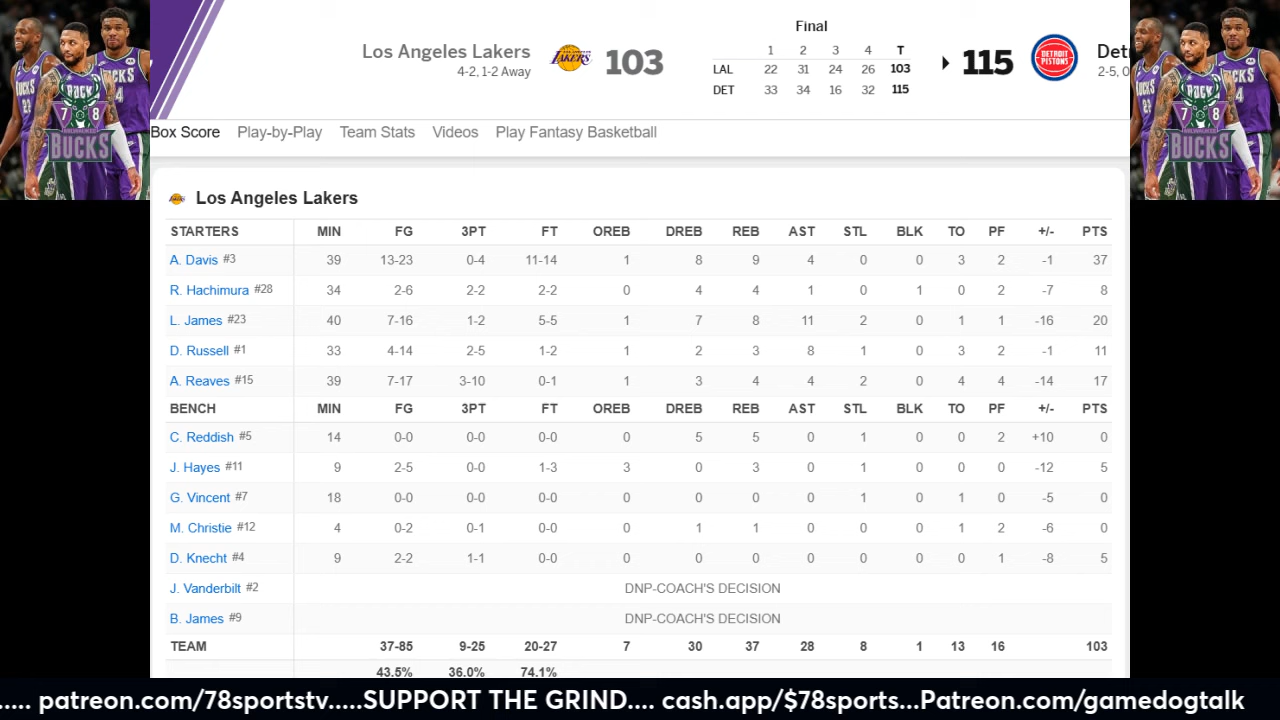 Final
Los Angeles Lakers
4-2, 1-2 Away
LAKERS
103
1 2 3 4 T
LAL 22 31 24 26 103
DET 33 34 16 32 115
115
DETROIT PISTONS
Det
2-5, 0
Box Score Play-by-Play Team Stats Videos Play Fantasy Basketball
Los Angeles Lakers
STARTERS MIN FG 3PT FT OREB DREB REB AST STL BLK TO PF +/- PTS
A. Davis #3 39 13-23 0-4 11-14 1 8 9 4 0 0 3 2 -1 37
R. Hachimura #28 34 2-6 2-2 2-2 0 4 4 1 0 1 0 2 -7 8
L. James #23 40 7-16 1-2 5-5 1 7 8 11 2 0 1 1 -16 20
D. Russell #1 33 4-14 2-5 1-2 1 2 3 8 1 0 3 2 -1 11
A. Reaves #15 39 7-17 3-10 0-1 1 3 4 4 2 0 4 4 -14 17
BENCH MIN FG 3PT FT OREB DREB REB AST STL BLK TO PF +/- PTS
C. Reddish #5 14 0-0 0-0 0-0 0 5 5 0 1 0 0 2 +10 0
J. Hayes #11 9 2-5 0-0 1-3 3 0 3 0 1 0 0 0 -12 5
G. Vincent #7 18 0-0 0-0 0-0 0 0 0 0 1 0 1 0 -5 0
M. Christie #12 4 0-2 0-1 0-0 0 1 1 0 0 0 1 2 -6 0
D. Knecht #4 9 2-2 1-1 0-0 0 0 0 0 0 0 0 1 -8 5
J. Vanderbilt #2 DNP-COACH'S DECISION
B. James #9 DNP-COACH'S DECISION
TEAM 37-85 9-25 20-27 7 30 37 28 8 1 13 16 103
43.5% 36.0% 74.1%
BUCKS
7 8
BUCKS
BUCKS
7 8
BUCKS
..... patreon.com/78sportstv.....SUPPORT THE GRIND.... cash.app/$78sports...Patreon.com/gamedogtalk